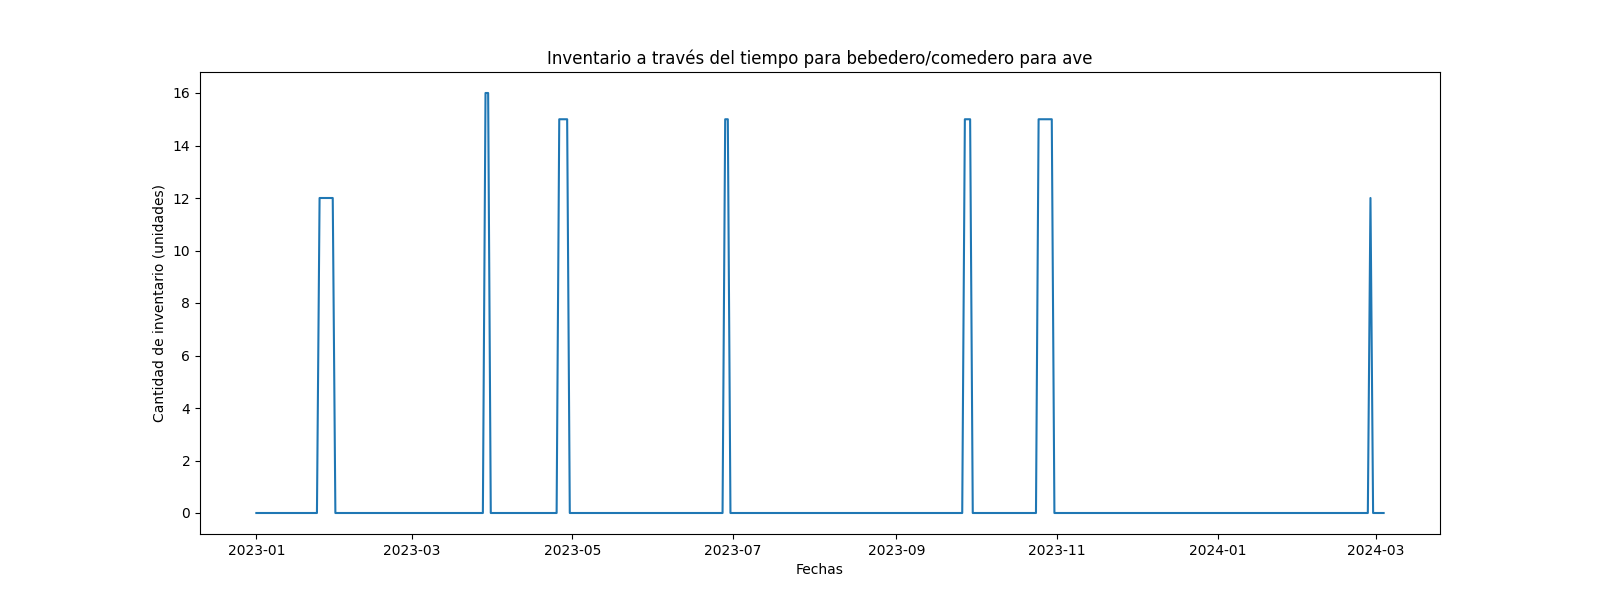 Inventario a través del tiempo para bebedero/comedero para ave
Cantidad de inventario (unidades)
16
14
12
10
8
6
4
2
0
2023-01 2023-03 2023-05 2023-07 2023-09 2023-11 2024-01 2024-03
Fechas